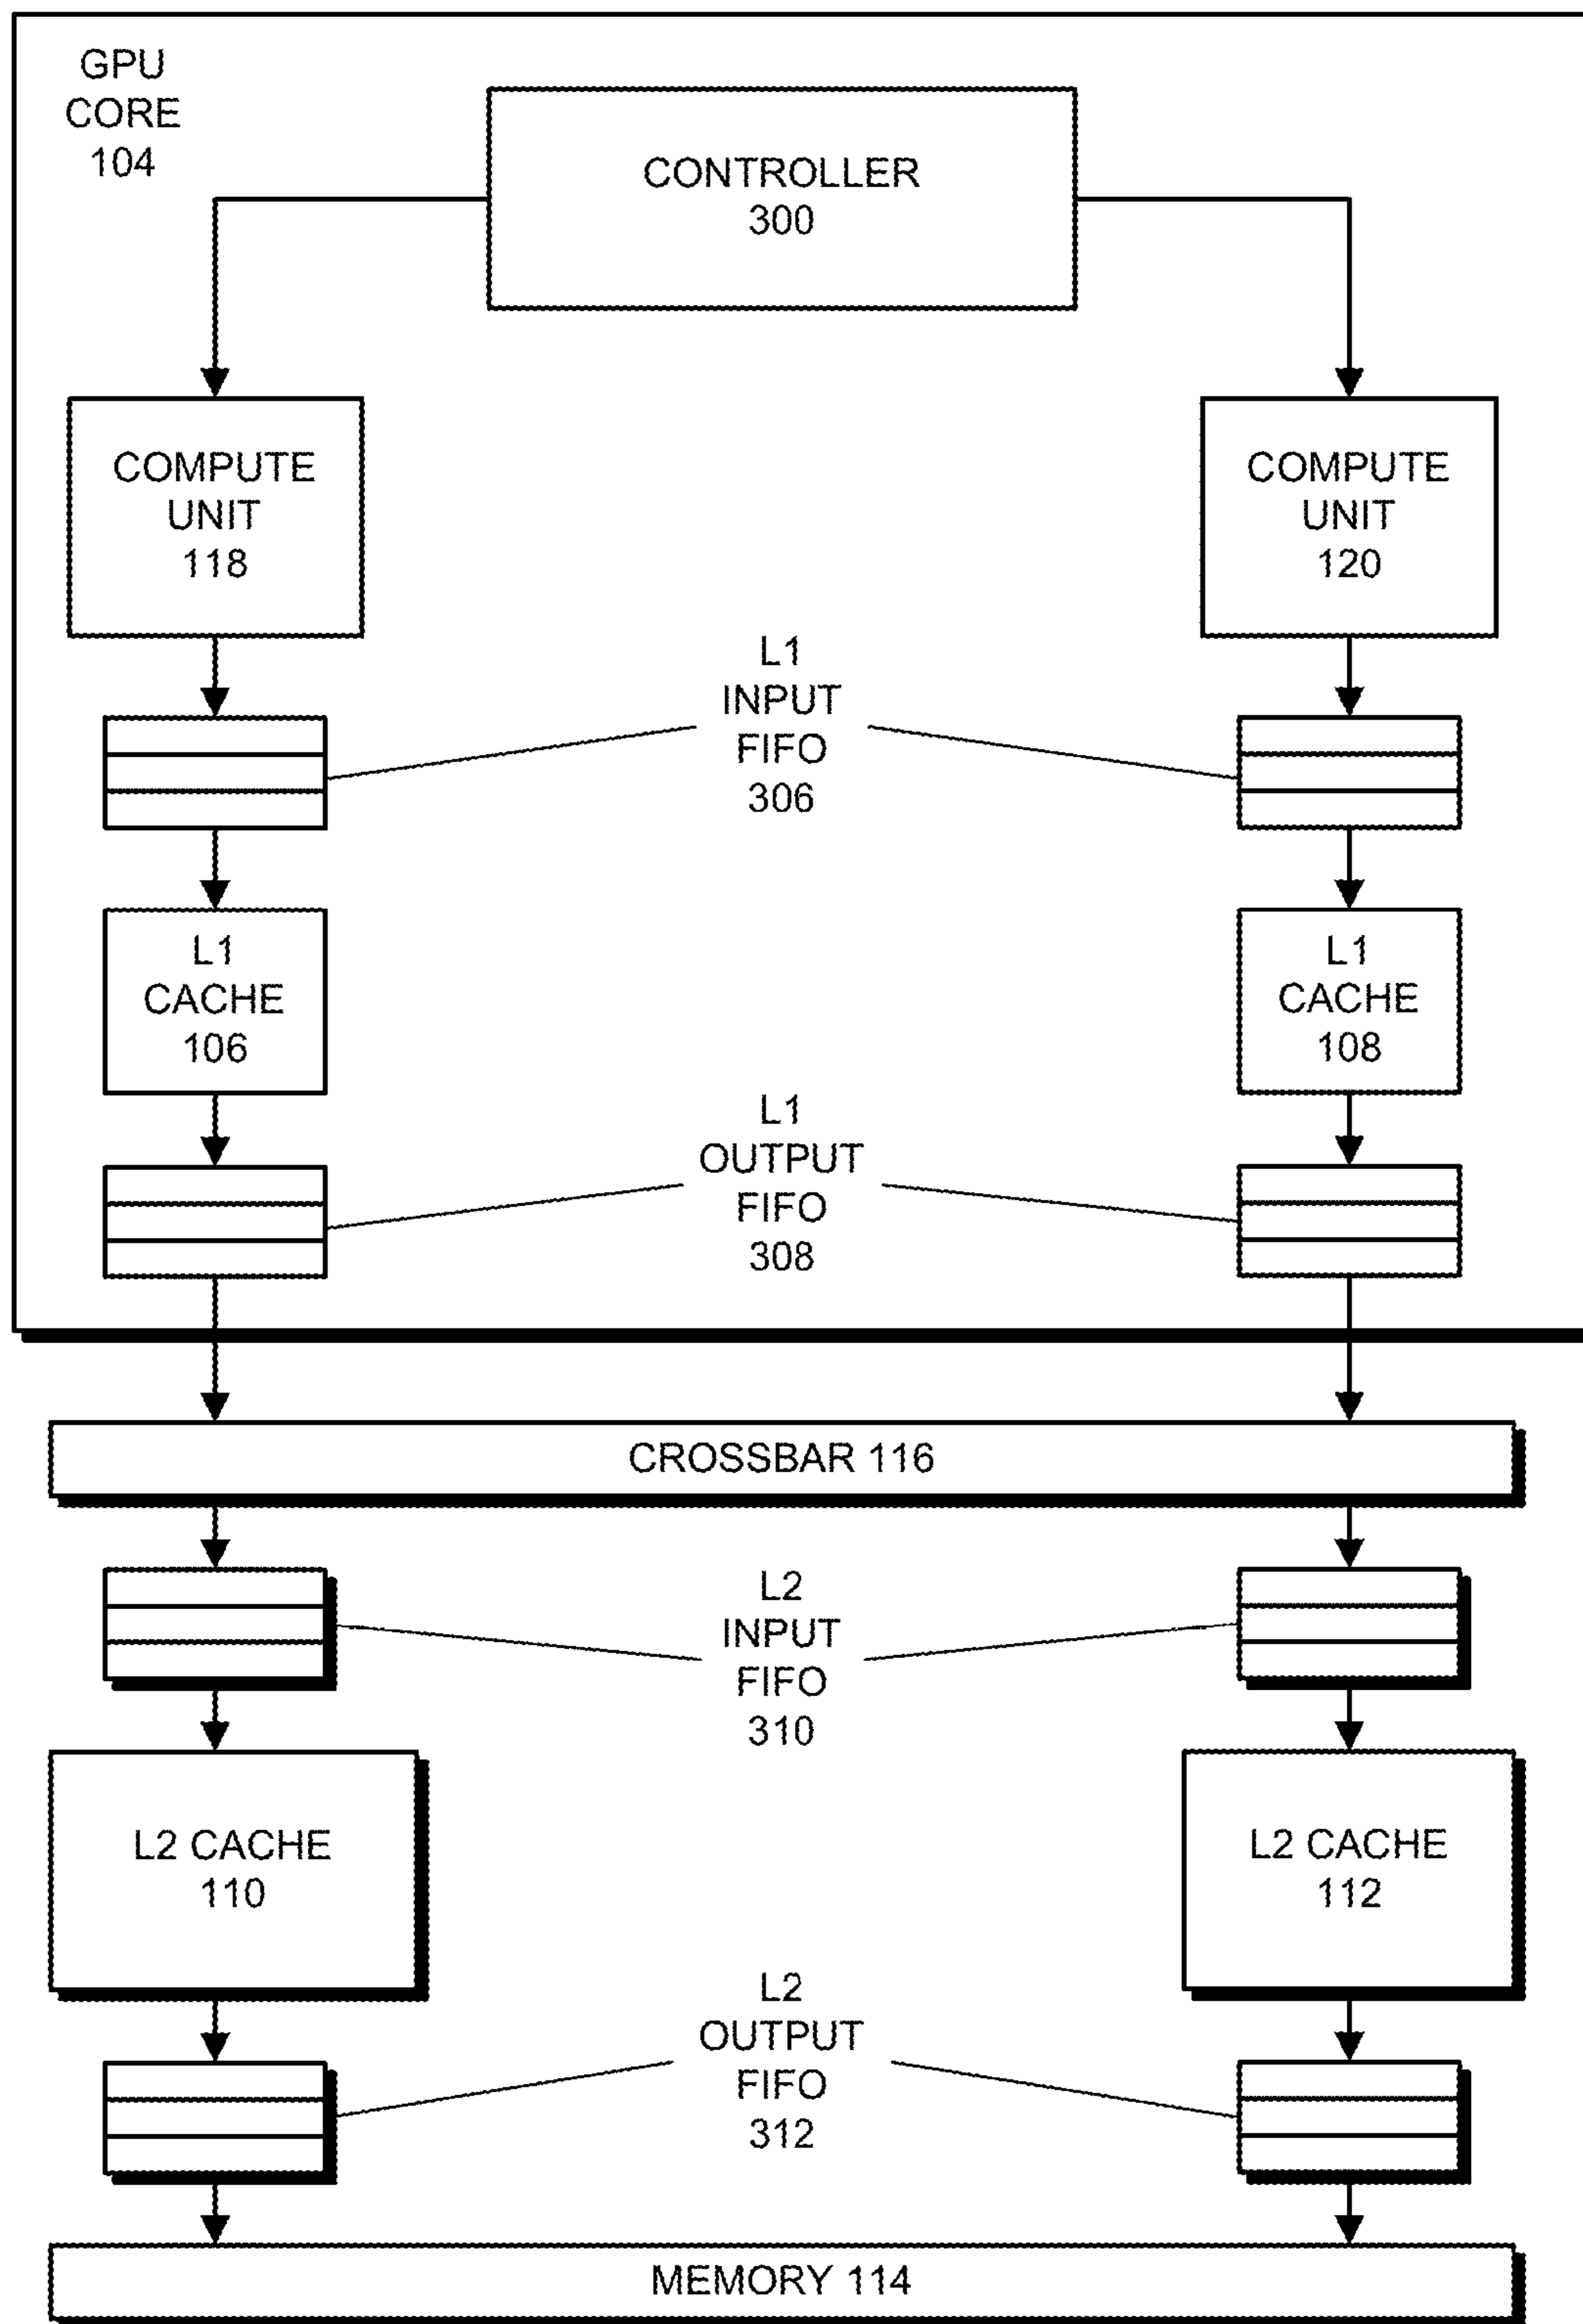 GPU
CORE
104
CONTROLLER
300
COMPUTE
UNIT
118
COMPUTE
UNIT
120
L1
INPUT
FIFO
306
L1
CACHE
106
L1
CACHE
108
L1
OUTPUT
FIFO
308
CROSSBAR 116
L2
INPUT
FIFO
310
L2 CACHE
110
L2 CACHE
112
L2
OUTPUT
FIFO
312
MEMORY 114